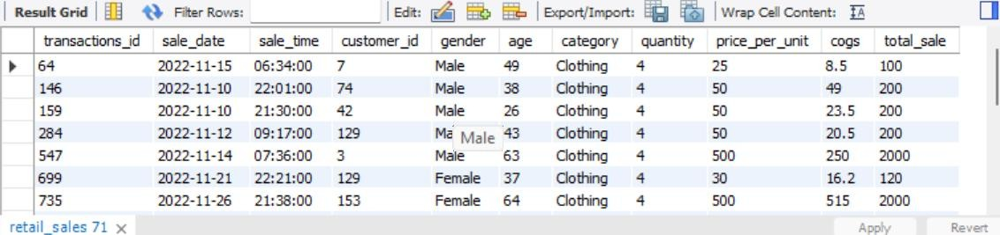 Result Grid Filter Rows: Edit: Export/Import: Wrap Cell Content: IA
transactions_id sale_date sale_time customer_id gender age category quantity price_per_unit cogs total_sale
64 2022-11-15 06:34:00 7 Male 49 Clothing 4 25 8.5 100
146 2022-11-10 22:01:00 74 Male 38 Clothing 4 50 49 200
159 2022-11-10 21:30:00 42 Male 26 Clothing 4 50 23.5 200
284 2022-11-12 09:17:00 129 Ma Male 43 Clothing 4 50 20.5 200
547 2022-11-14 07:36:00 3 Male 63 Clothing 4 500 250 2000
699 2022-11-21 22:21:00 129 Female 37 Clothing 4 30 16.2 120
735 2022-11-26 21:38:00 153 Female 64 Clothing 4 500 515 2000
retail_sales 71 Apply Revert